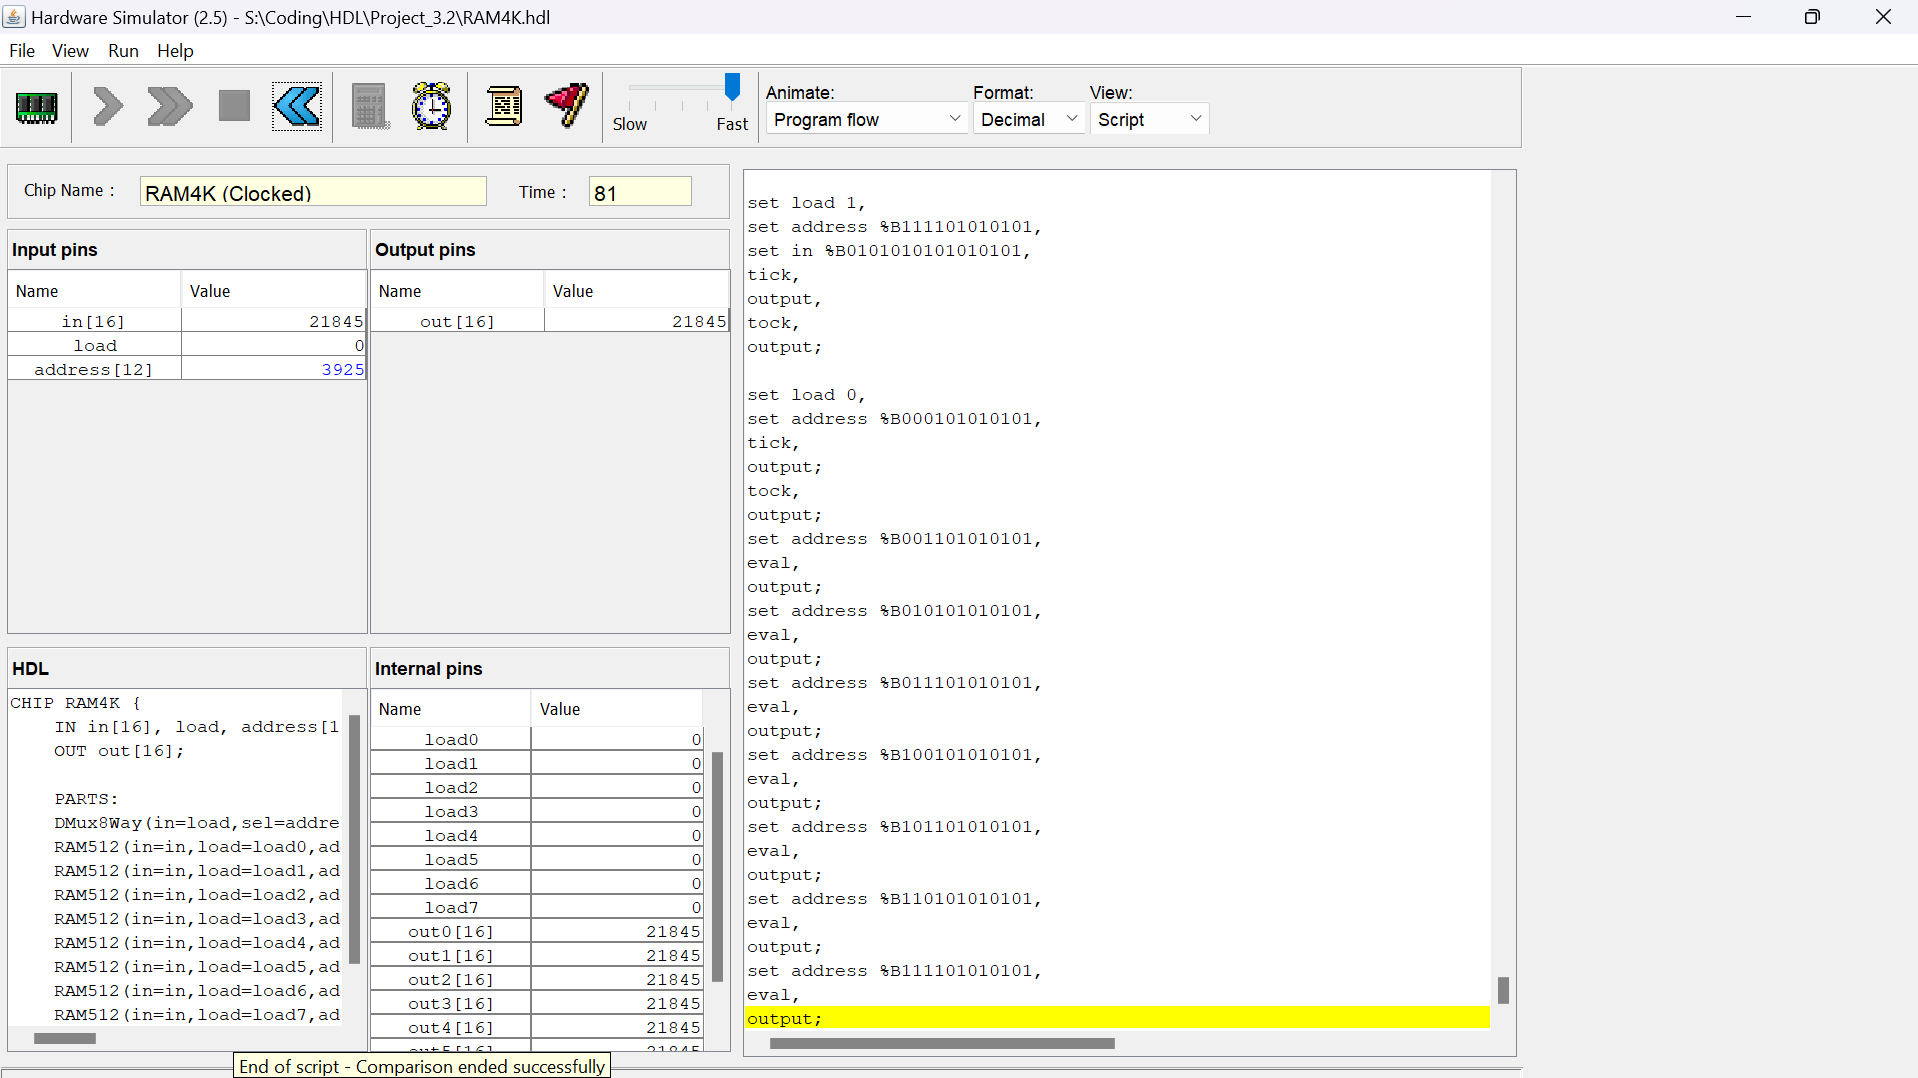 Hardware Simulator (2.5) - S:\Coding\HDL\Project_3.2\RAM4K.hdl
File View Run Help
Slow Fast
Animate: Format: View:
Program flow Decimal Script
Chip Name : RAM4K (Clocked) Time : 81
Input pins
Name Value
in[16] 21845
load 0
address[12] 3925
Output pins
Name Value
out[16] 21845
HDL
CHIP RAM4K {
IN in[16], load, address[1
OUT out[16];
PARTS:
DMux8Way(in=load,sel=addre
RAM512(in=in,load=load0,ad
RAM512(in=in,load=load1,ad
RAM512(in=in,load=load2,ad
RAM512(in=in,load=load3,ad
RAM512(in=in,load=load4,ad
RAM512(in=in,load=load5,ad
RAM512(in=in,load=load6,ad
RAM512(in=in,load=load7,ad
Internal pins
Name Value
load0 0
load1 0
load2 0
load3 0
load4 0
load5 0
load6 0
load7 0
out0[16] 21845
out1[16] 21845
out2[16] 21845
out3[16] 21845
out4[16] 21845
set load 1,
set address %B111101010101,
set in %B0101010101010101,
tick,
output,
tock,
output;
set load 0,
set address %B000101010101,
tick,
output;
tock,
output;
set address %B001101010101,
eval,
output;
set address %B010101010101,
eval,
output;
set address %B011101010101,
eval,
output;
set address %B100101010101,
eval,
output;
set address %B101101010101,
eval,
output;
set address %B110101010101,
eval,
output;
set address %B111101010101,
eval,
output;
End of script - Comparison ended successfully